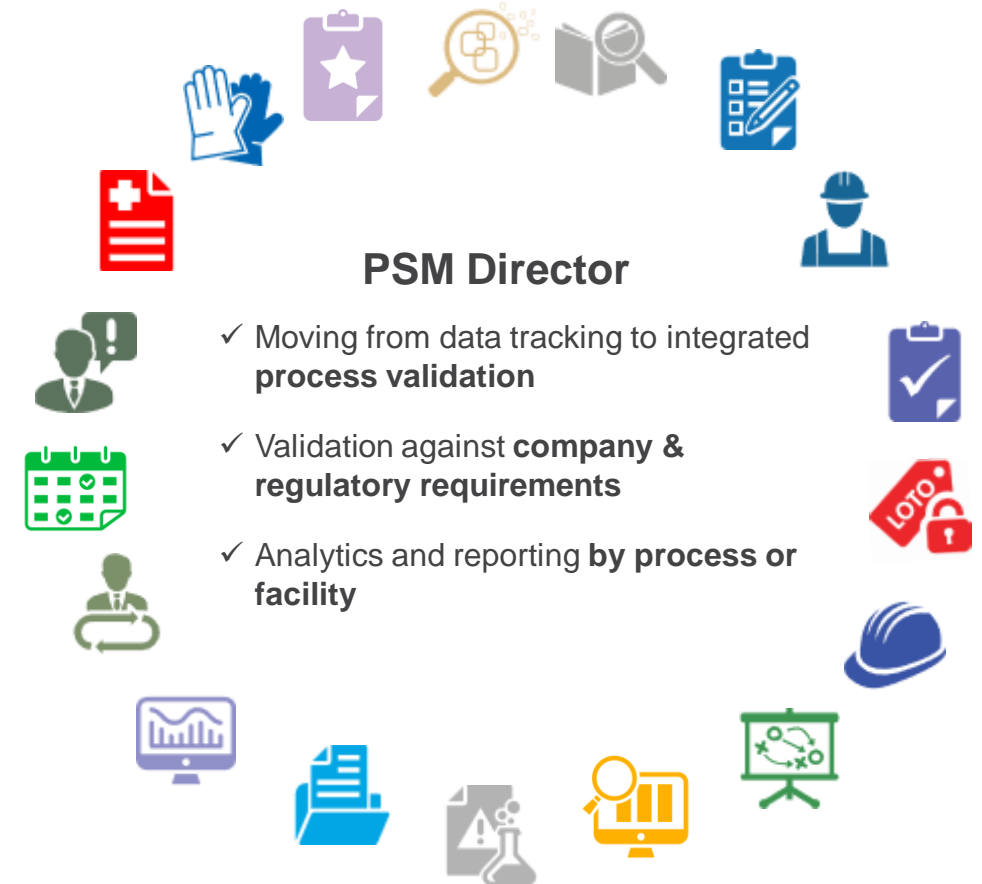 PSM Director
✓ Moving from data tracking to integrated
process validation
✓ Validation against company &
regulatory requirements
LOTO
✓ Analytics and reporting by process or
facility